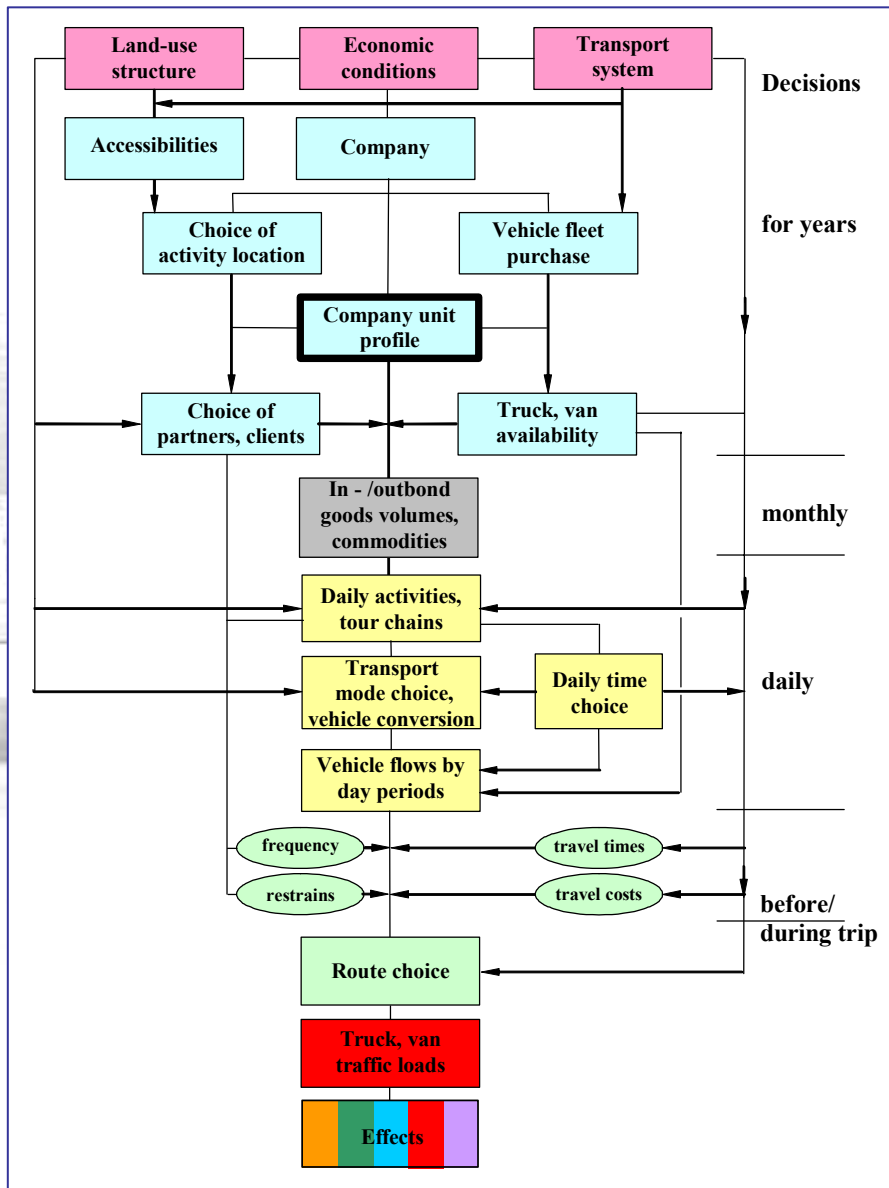 Land-use
structure
Economic
conditions
Transport
system
Decisions
Accessibilities
Company
Choice of
activity location
Vehicle fleet
purchase
for years
Company unit
profile
Choice of
partners, clients
Truck, van
availability
In - /outbond
goods volumes,
commodities
monthly
Daily activities,
tour chains
Transport
mode choice,
vehicle conversion
Daily time
choice
daily
Vehicle flows by
day periods
frequency
travel times
restrains
travel costs
before/
during trip
Route choice
Truck, van
traffic loads
Effects